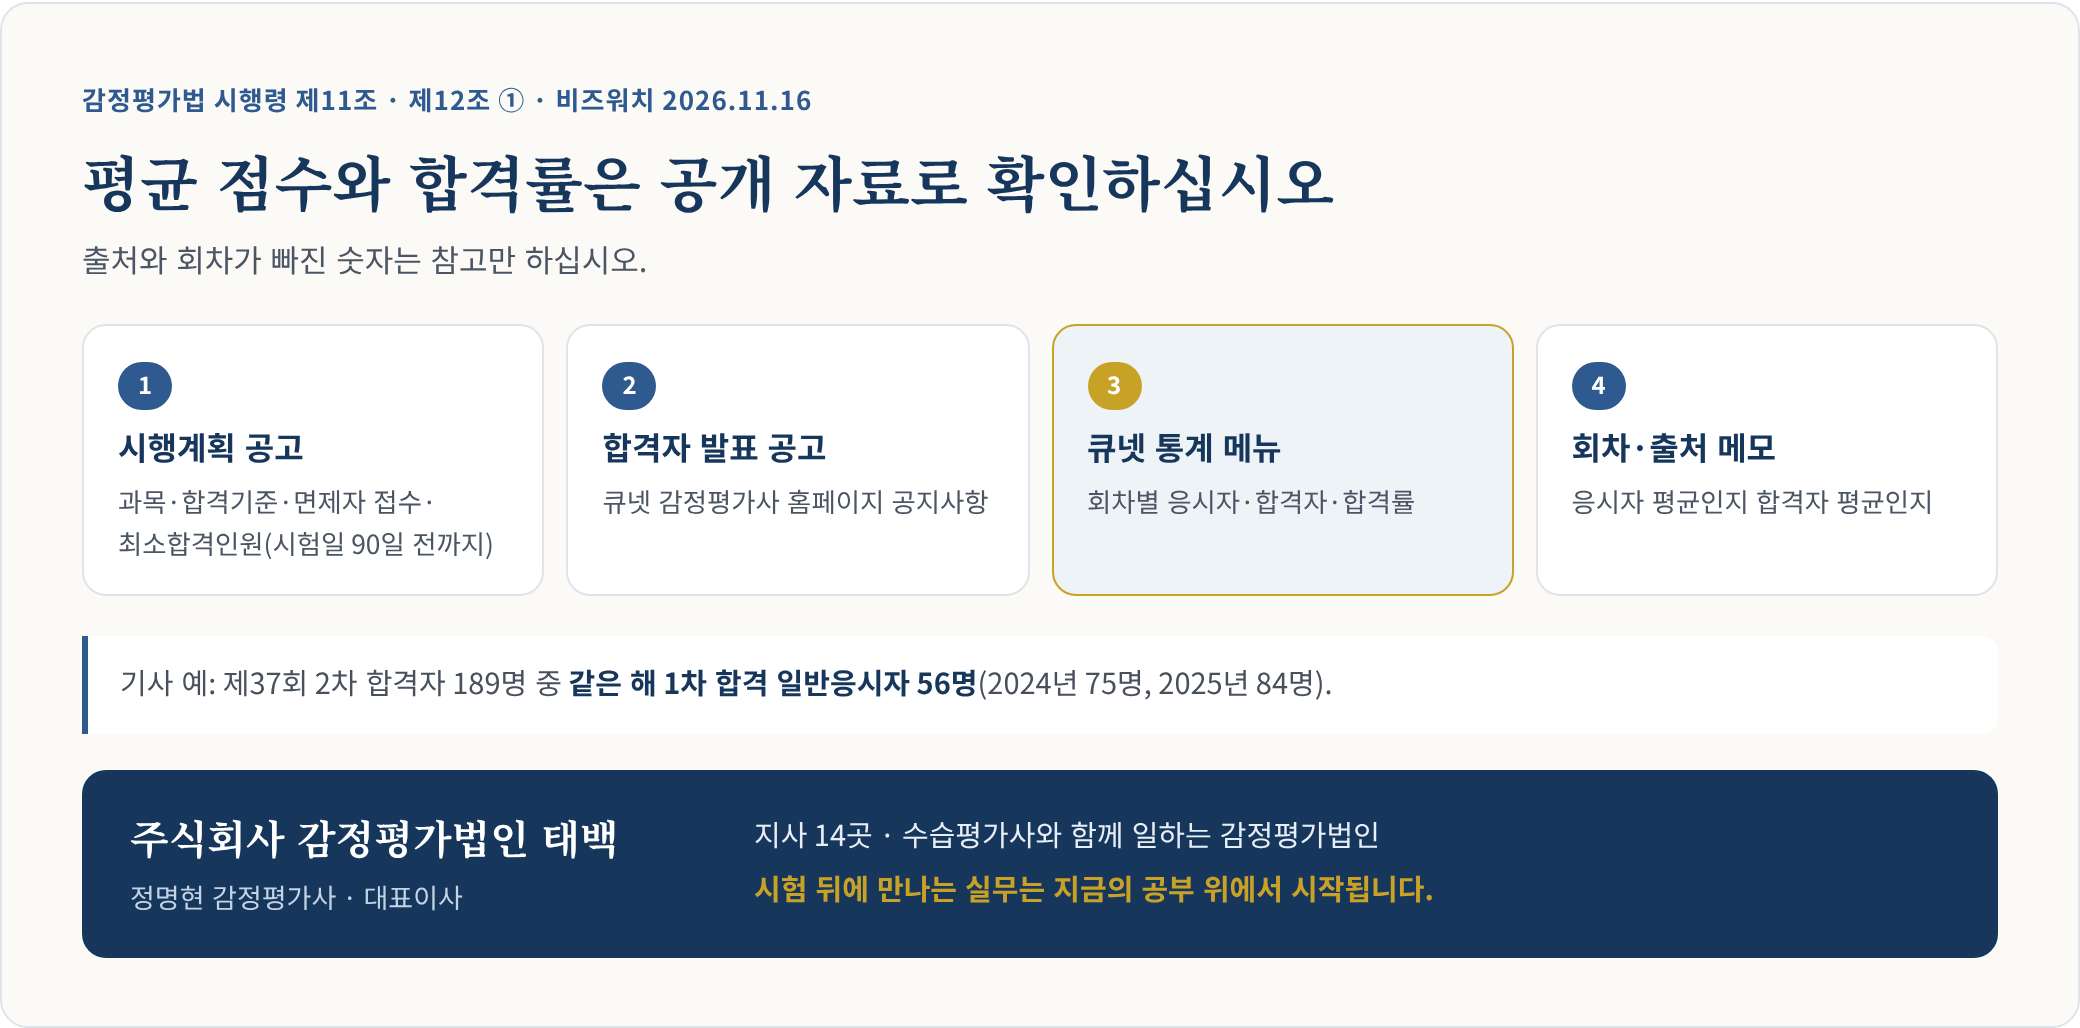 감정평가법 시행령 제11조 · 제12조 ① · 비즈워치 2026.11.16
평균 점수와 합격률은 공개 자료로 확인하십시오
출처와 회차가 빠진 숫자는 참고만 하십시오.
1
시행계획 공고
과목·합격기준·면제자 접수·
최소합격인원(시험일 90일 전까지)
2
합격자 발표 공고
큐넷 감정평가사 홈페이지 공지사항
3
큐넷 통계 메뉴
회차별 응시자·합격자·합격률
4
회차·출처 메모
응시자 평균인지 합격자 평균인지
기사 예: 제37회 2차 합격자 189명 중 같은 해 1차 합격 일반응시자 56명(2024년 75명, 2025년 84명).
주식회사 감정평가법인 태백
정명현 감정평가사 · 대표이사
지사 14곳 · 수습평가사와 함께 일하는 감정평가법인
시험 뒤에 만나는 실무는 지금의 공부 위에서 시작됩니다.